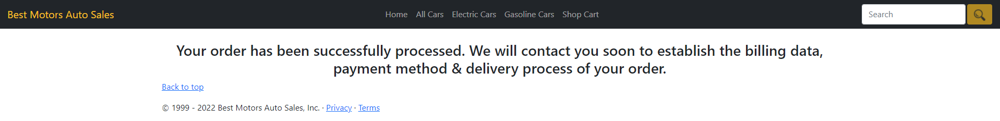 Best Motors Auto Sales Home All Cars Electric Cars Gasoline Cars Shop Cart Search
Your order has been successfully processed. We will contact you soon to establish the billing data,
payment method & delivery process of your order.
Back to top
© 1999 - 2022 Best Motors Auto Sales, Inc. · Privacy · Terms